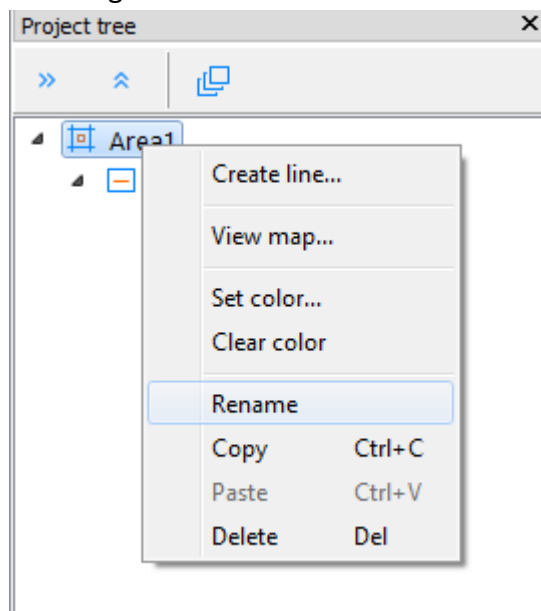 Project tree
Area1
Create line...
View map...
Set color...
Clear color
Rename
Copy Ctrl+C
Paste Ctrl+V
Delete Del